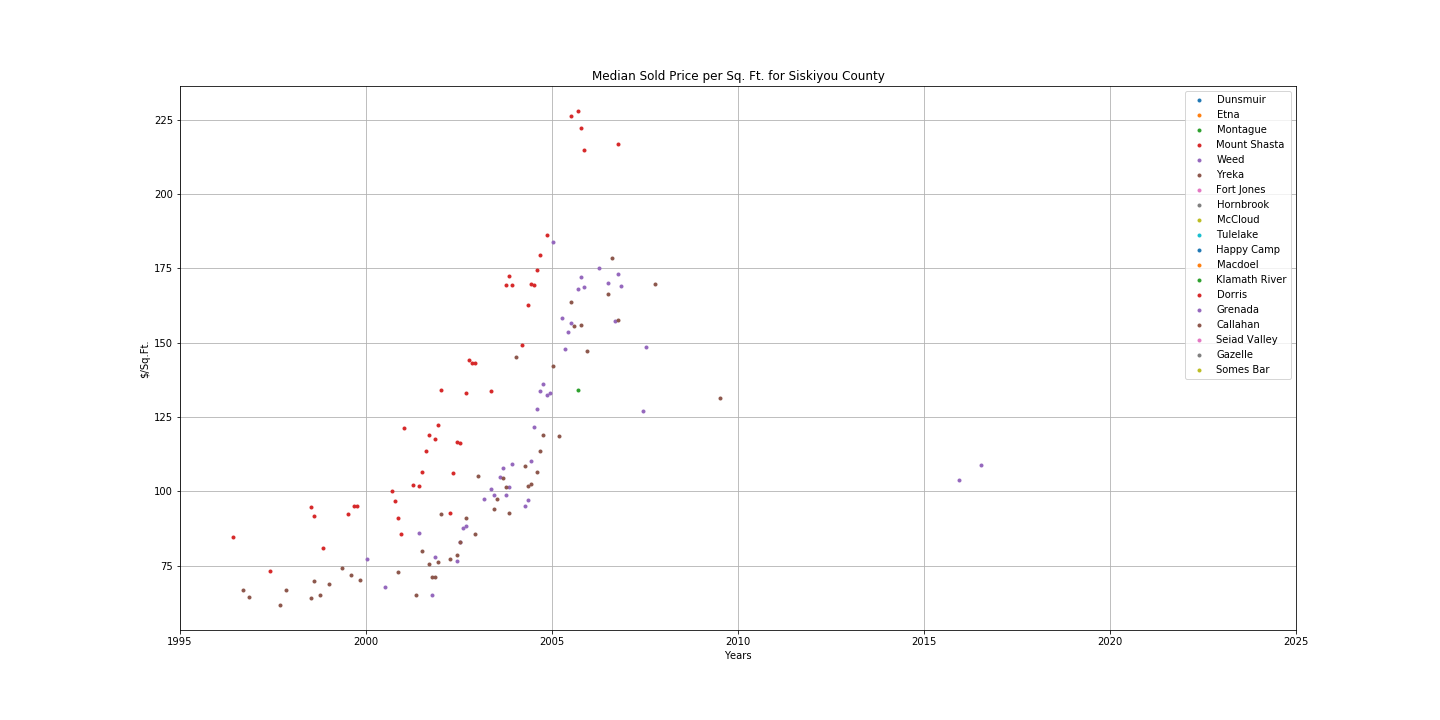 Median Sold Price per Sq. Ft. for Siskiyou County
225
200
175
150
125
100
75
$/Sq.Ft.
1995
2000
2005
2010
2015
2020
2025
Years
Dunsmuir
Etna
Montague
Mount Shasta
Weed
Yreka
Fort Jones
Hornbrook
McCloud
Tulelake
Happy Camp
Macdoel
Klamath River
Dorris
Grenada
Callahan
Seiad Valley
Gazelle
Somes Bar